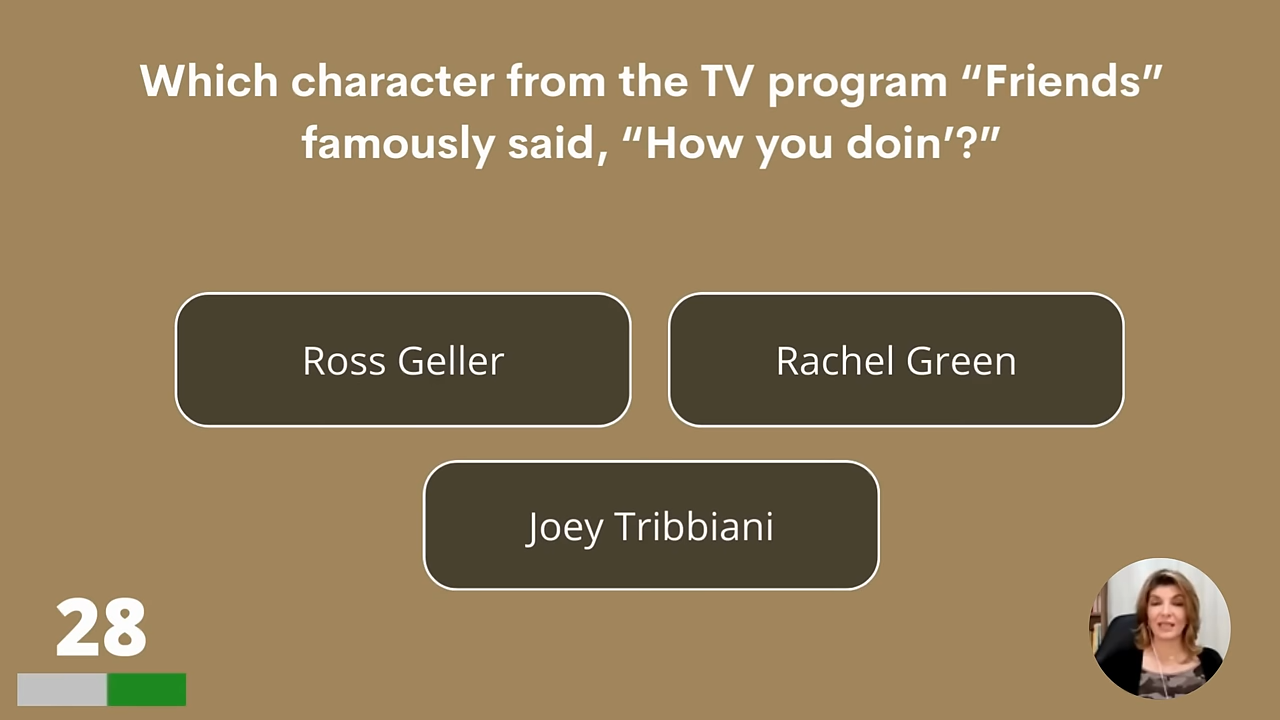 Which character from the TV program “Friends”
famously said, “How you doin’?”
Ross Geller
Rachel Green
Joey Tribbiani
28